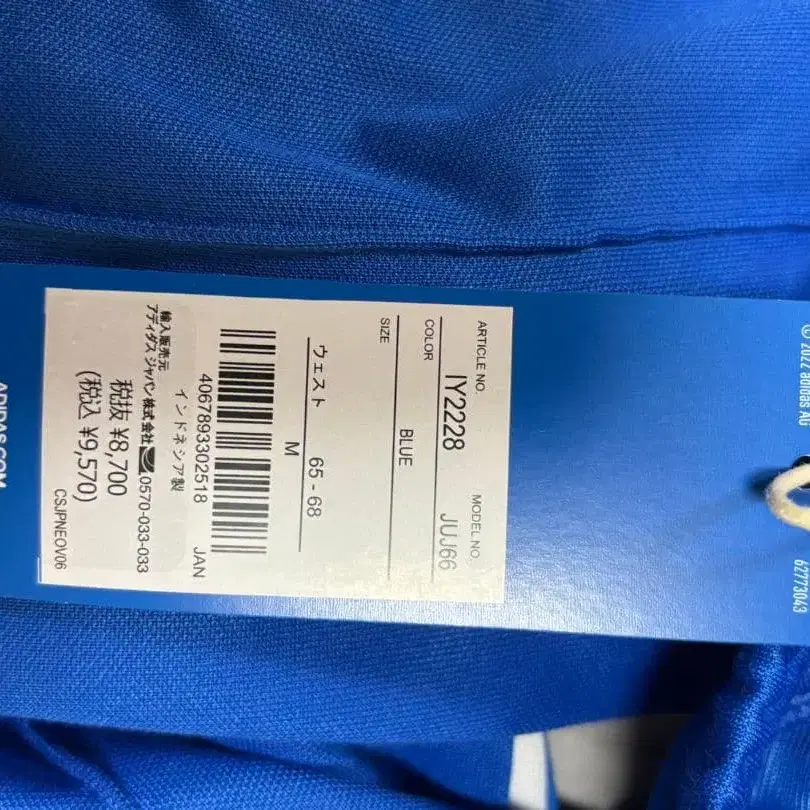 ARTICLE NO. MODEL NO.
IY2228 JUJ66
COLOR
BLUE
SIZE
ウェスト 65 - 68
M
4067893302518 JAN
インドネシア製
輸入販売元
アディダス ジャパン 株式会社 0570-033-033
税抜 ¥8,700
(税込 ¥9,570)
CSJPNEOV06
ADIDAS.COM
© 2022 adidas AG
62773043